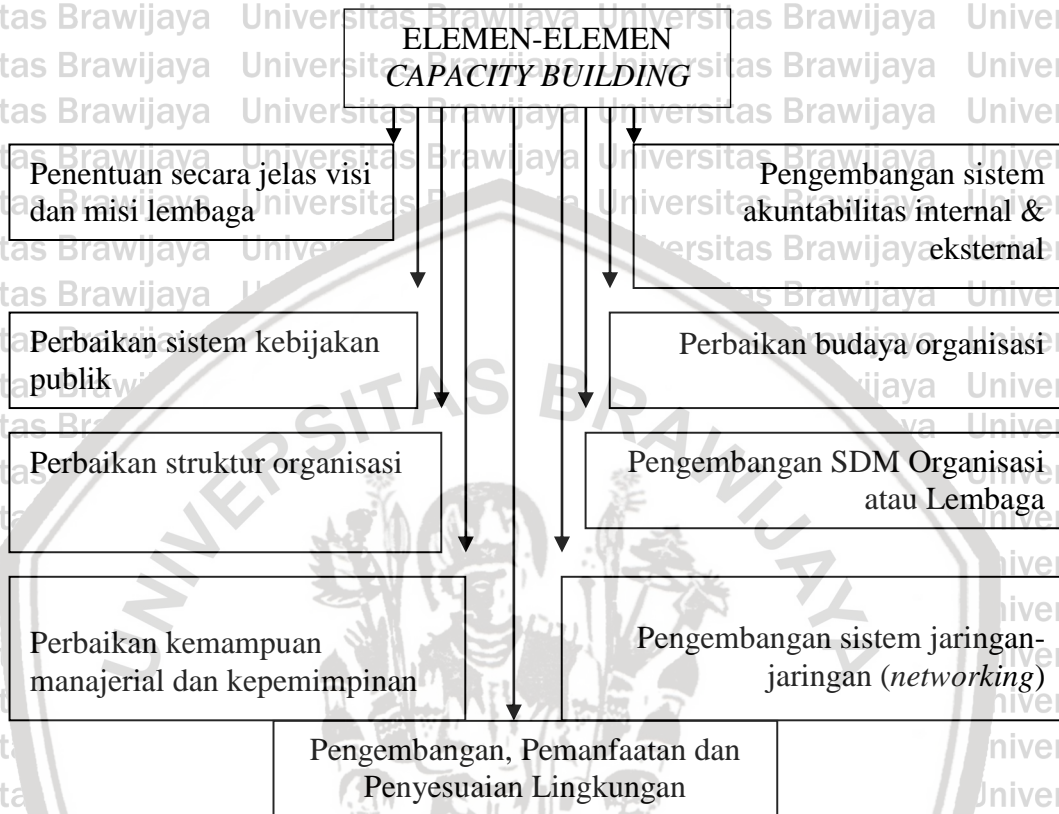 ELEMEN-ELEMEN
CAPACITY BUILDING
Penentuan secara jelas visi
dan misi lembaga
Pengembangan sistem
akuntabilitas internal &
eksternal
Perbaikan sistem kebijakan
publik
Perbaikan budaya organisasi
Perbaikan struktur organisasi
Pengembangan SDM Organisasi
atau Lembaga
Perbaikan kemampuan
manajerial dan kepemimpinan
Pengembangan sistem jaringan-
jaringan (networking)
Pengembangan, Pemanfaatan dan
Penyesuaian Lingkungan
UNIVERSITAS BRAWIJAYA